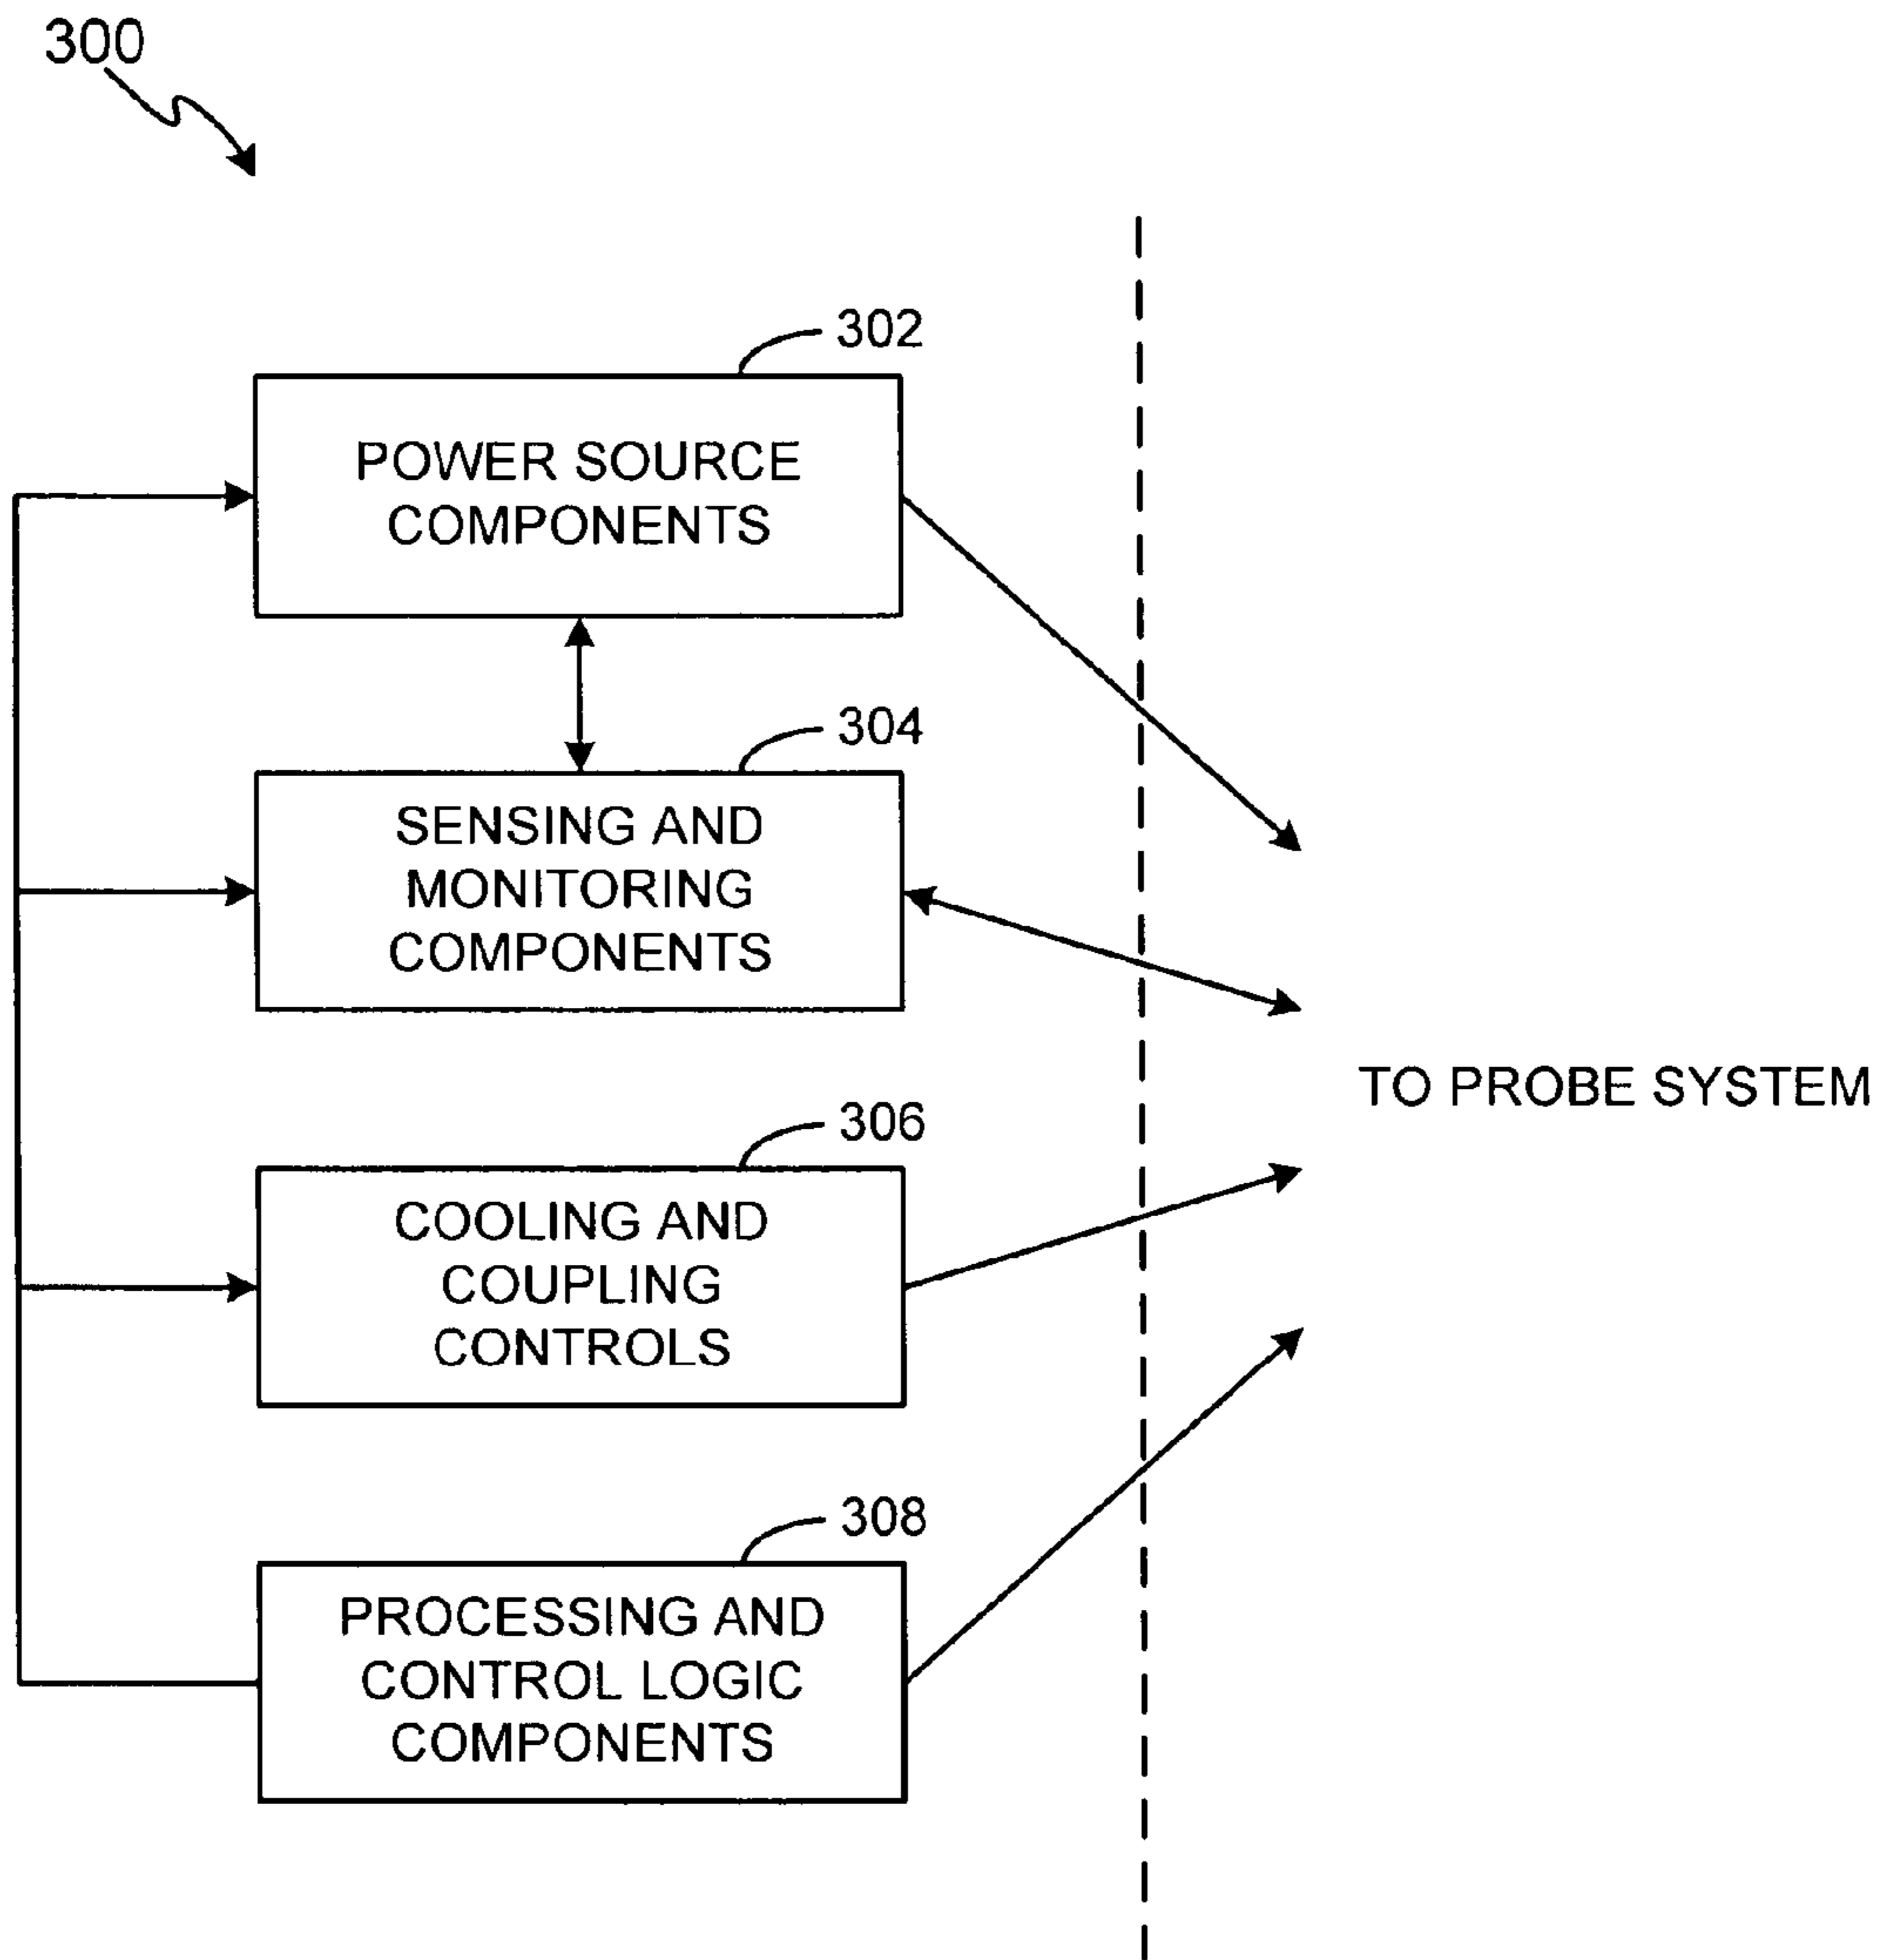 300
302
POWER SOURCE
COMPONENTS
304
SENSING AND
MONITORING
COMPONENTS
TO PROBE SYSTEM
306
COOLING AND
COUPLING
CONTROLS
308
PROCESSING AND
CONTROL LOGIC
COMPONENTS